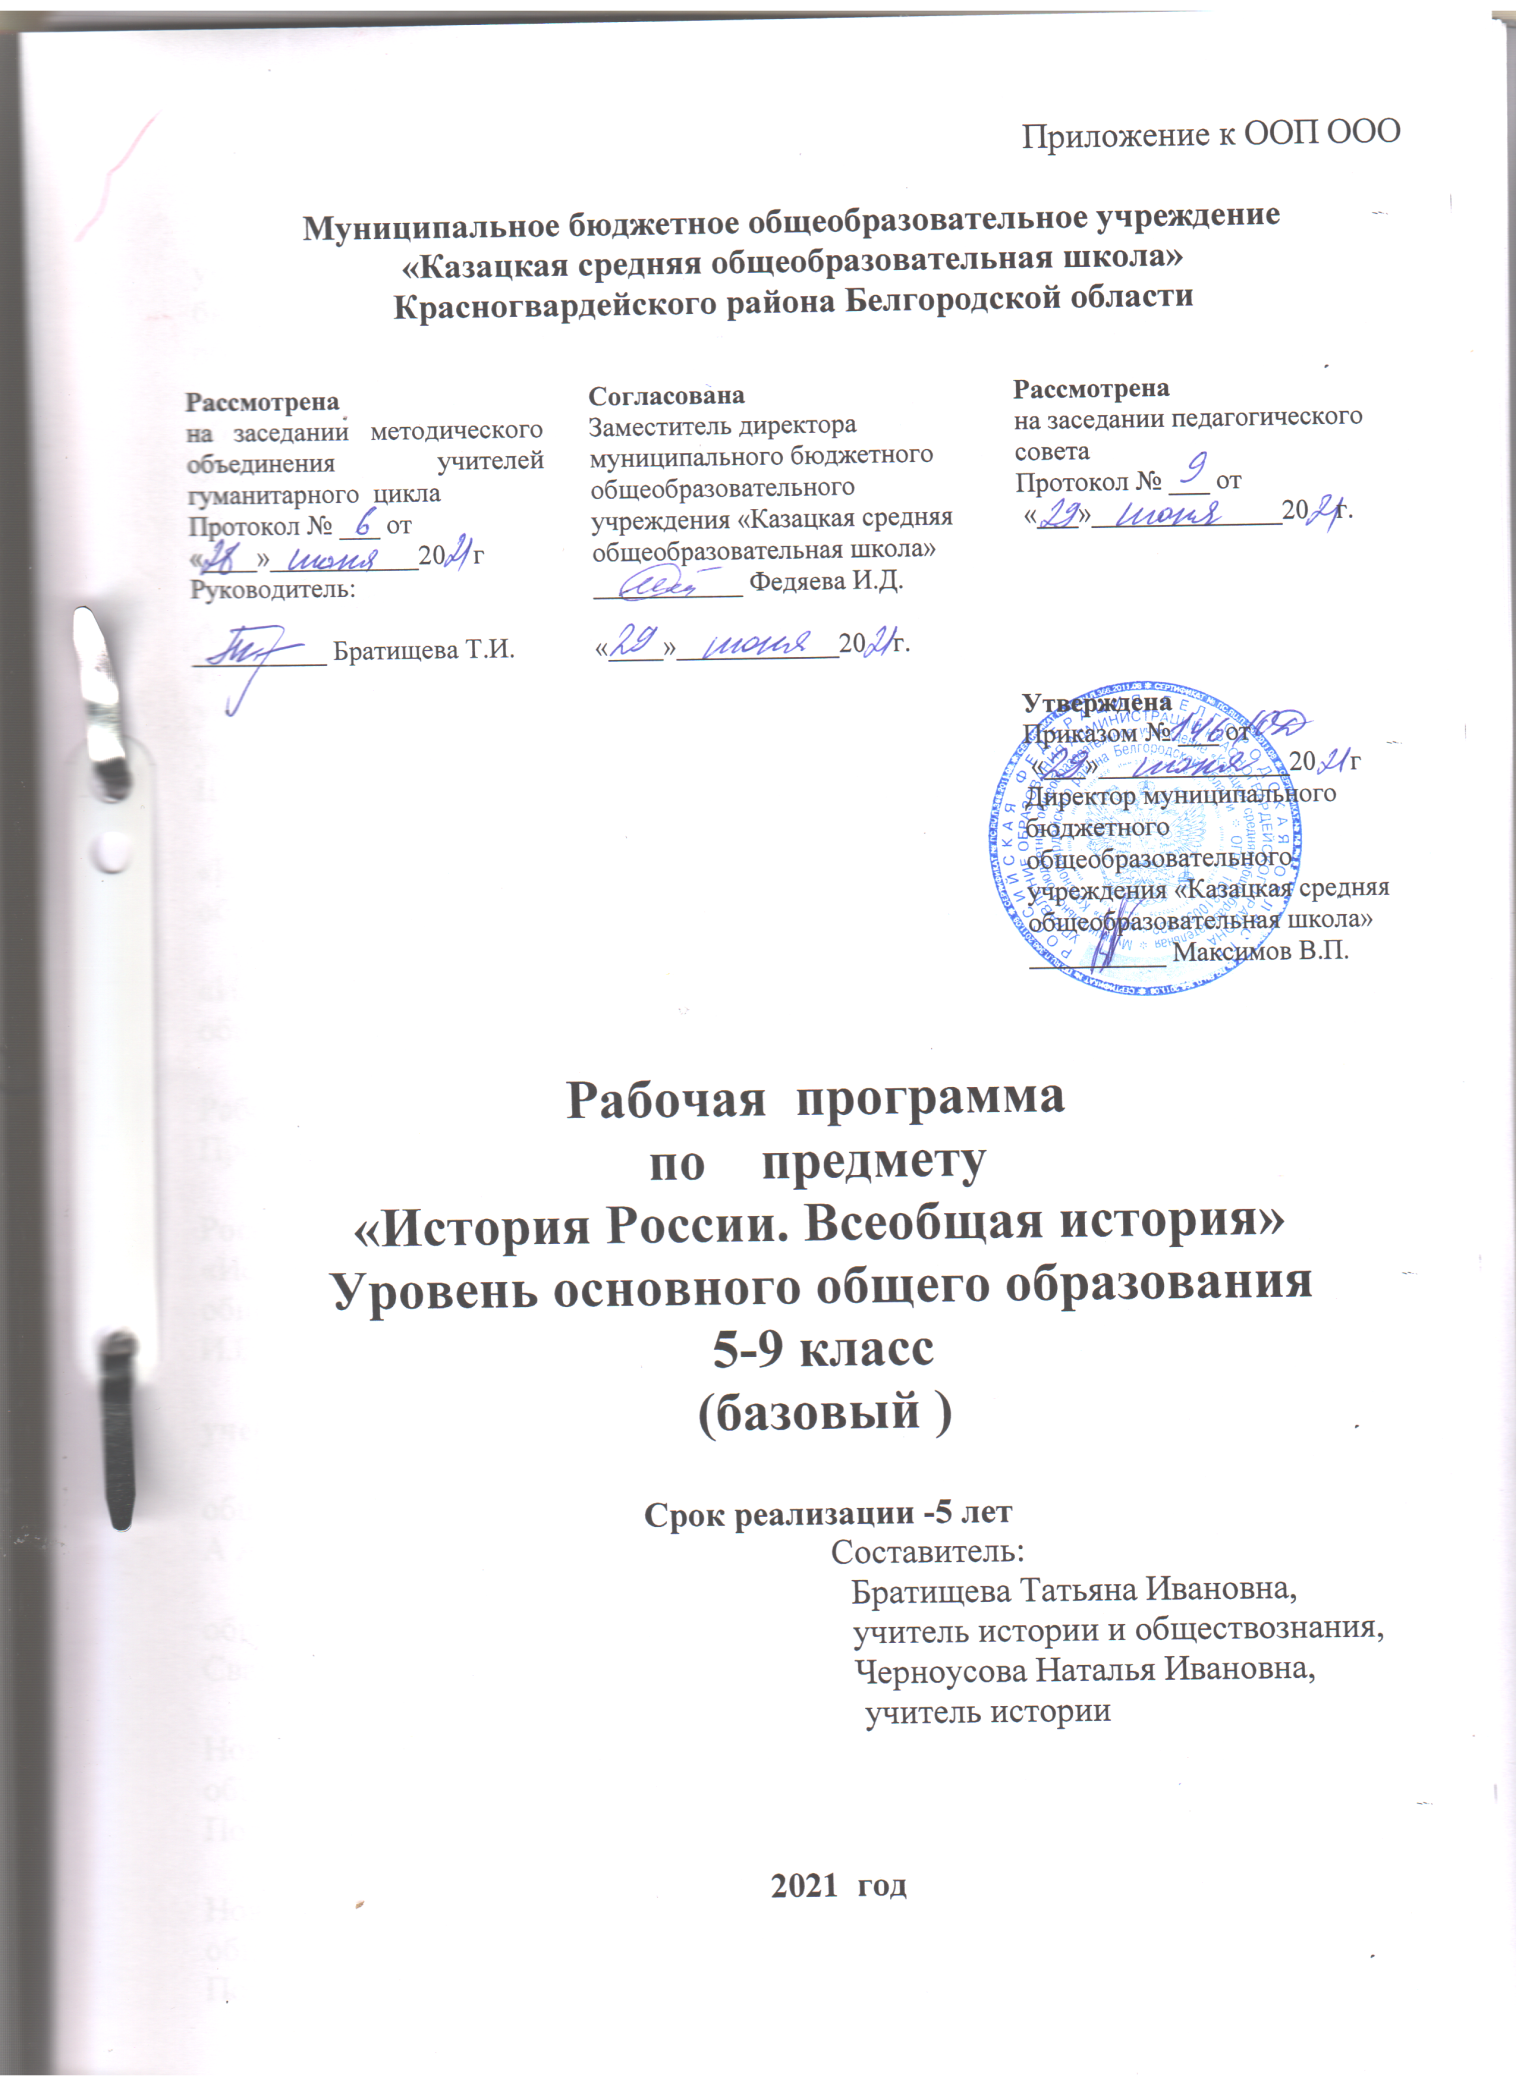 Приложение к ООП ООО
Муниципальное бюджетное общеобразовательное учреждение
«Казацкая средняя общеобразовательная школа»
Красногвардейского района Белгородской области
Рассмотрена
на заседании методического
объединения учителей
гуманитарного цикла
Протокол № 6 от
«28» июня 2021 г
Руководитель:
Братищева Т.И.
Согласована
Заместитель директора
муниципального бюджетного
общеобразовательного
учреждения «Казацкая средняя
общеобразовательная школа»
Федяева И.Д.
«29» июня 2021г.
Рассмотрена
на заседании педагогического
совета
Протокол № 9 от
«29» июня 2021г.
Утверждена
Приказом № 146 от
«29» июня 2021 г
Директор муниципального
бюджетного
общеобразовательного
учреждения «Казацкая средняя
общеобразовательная школа»
Максимов В.П.
Рабочая программа
по предмету
«История России. Всеобщая история»
Уровень основного общего образования
5-9 класс
(базовый )
Срок реализации -5 лет
Составитель:
Братищева Татьяна Ивановна,
учитель истории и обществознания,
Черноусова Наталья Ивановна,
учитель истории
2021 год